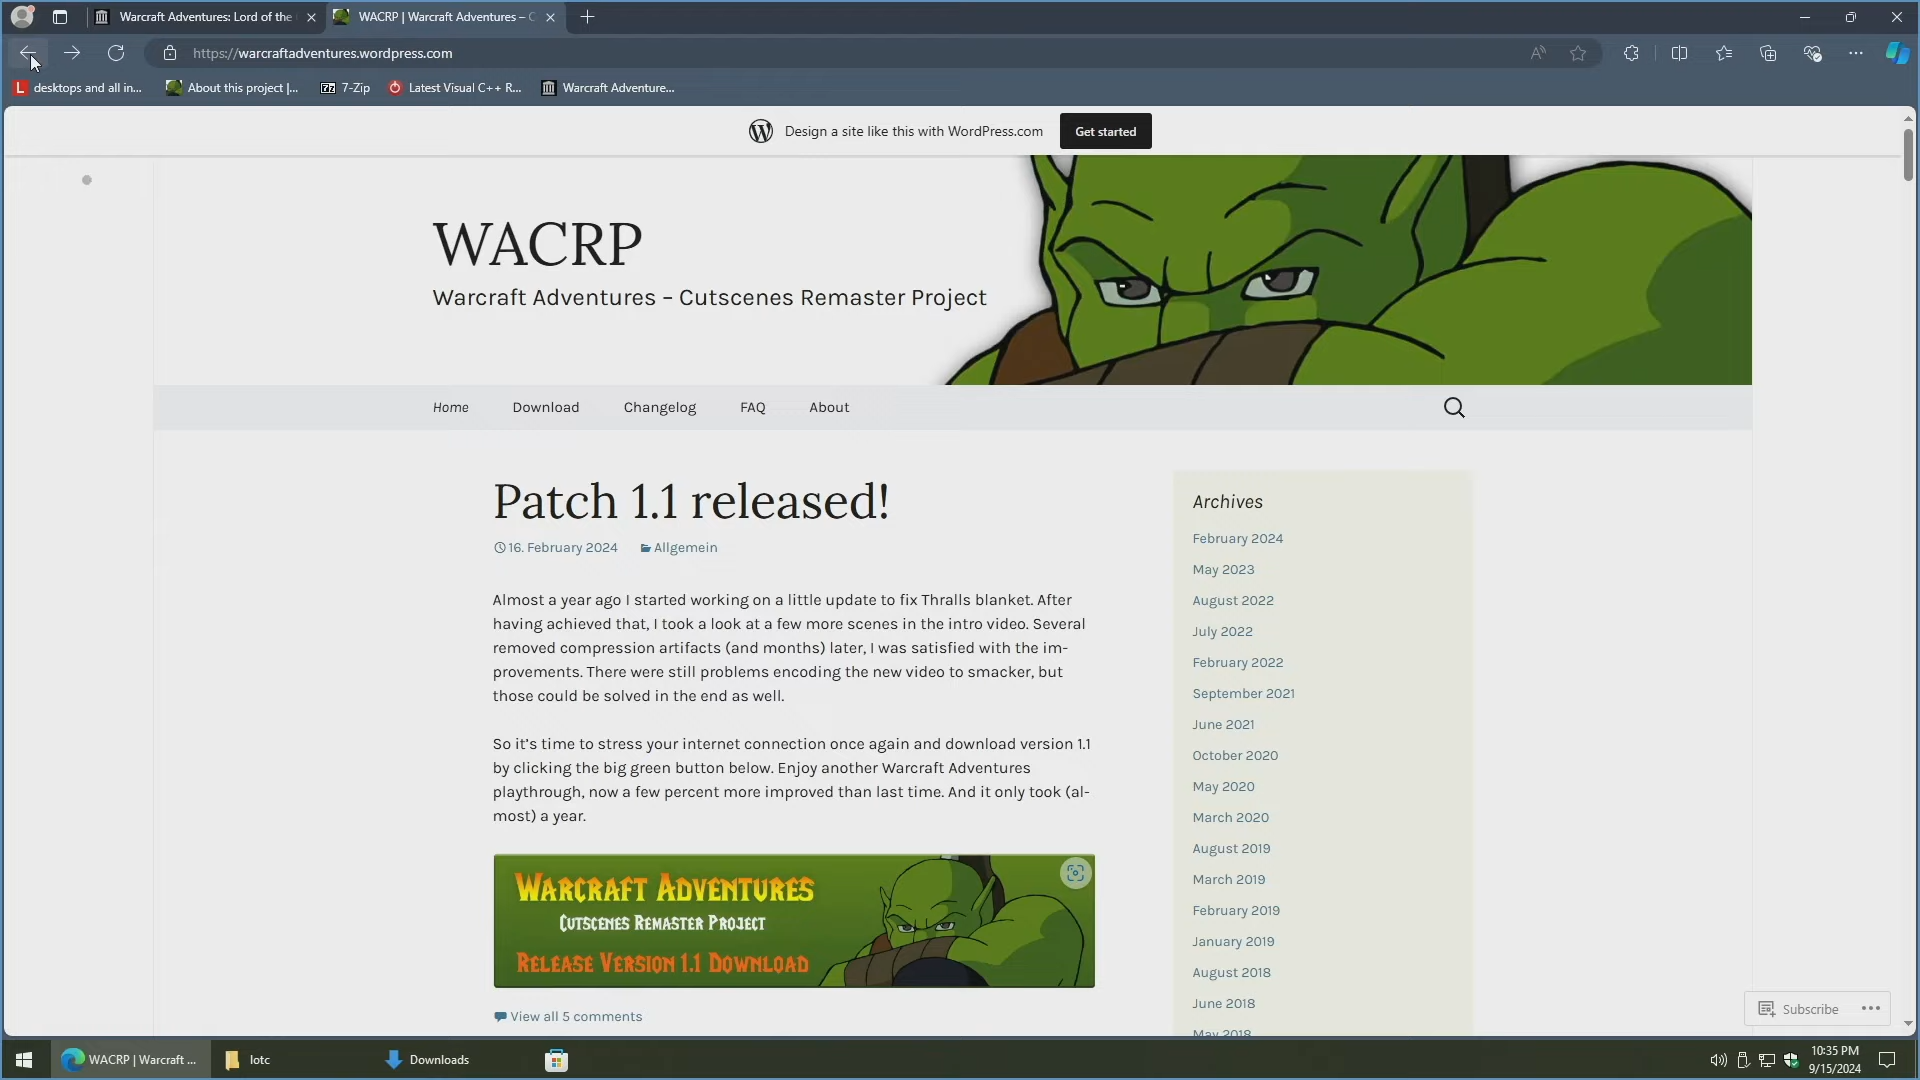 Warcraft Adventures: Lord of the
WACRP | Warcraft Adventures – C
https://warcraftadventures.wordpress.com
desktops and all in...
About this project |...
7-Zip
Latest Visual C++ R...
Warcraft Adventure...
Design a site like this with WordPress.com
Get started
WACRP
Warcraft Adventures – Cutscenes Remaster Project
Home
Download
Changelog
FAQ
About
Patch 1.1 released!
16. February 2024
Allgemein
Almost a year ago I started working on a little update to fix Thralls blanket. After
having achieved that, I took a look at a few more scenes in the intro video. Several
removed compression artifacts (and months) later, I was satisfied with the im-
provements. There were still problems encoding the new video to smacker, but
those could be solved in the end as well.
So it's time to stress your internet connection once again and download version 1.1
by clicking the big green button below. Enjoy another Warcraft Adventures
playthrough, now a few percent more improved than last time. And it only took (al-
most) a year.
Warcraft Adventures
Cutscenes Remaster Project
Release Version 1.1 Download
View all 5 comments
Archives
February 2024
May 2023
August 2022
July 2022
February 2022
September 2021
June 2021
October 2020
May 2020
March 2020
August 2019
March 2019
February 2019
January 2019
August 2018
June 2018
May 2018
Subscribe
WACRP | Warcraft ...
lotc
Downloads
10:35 PM
9/15/2024